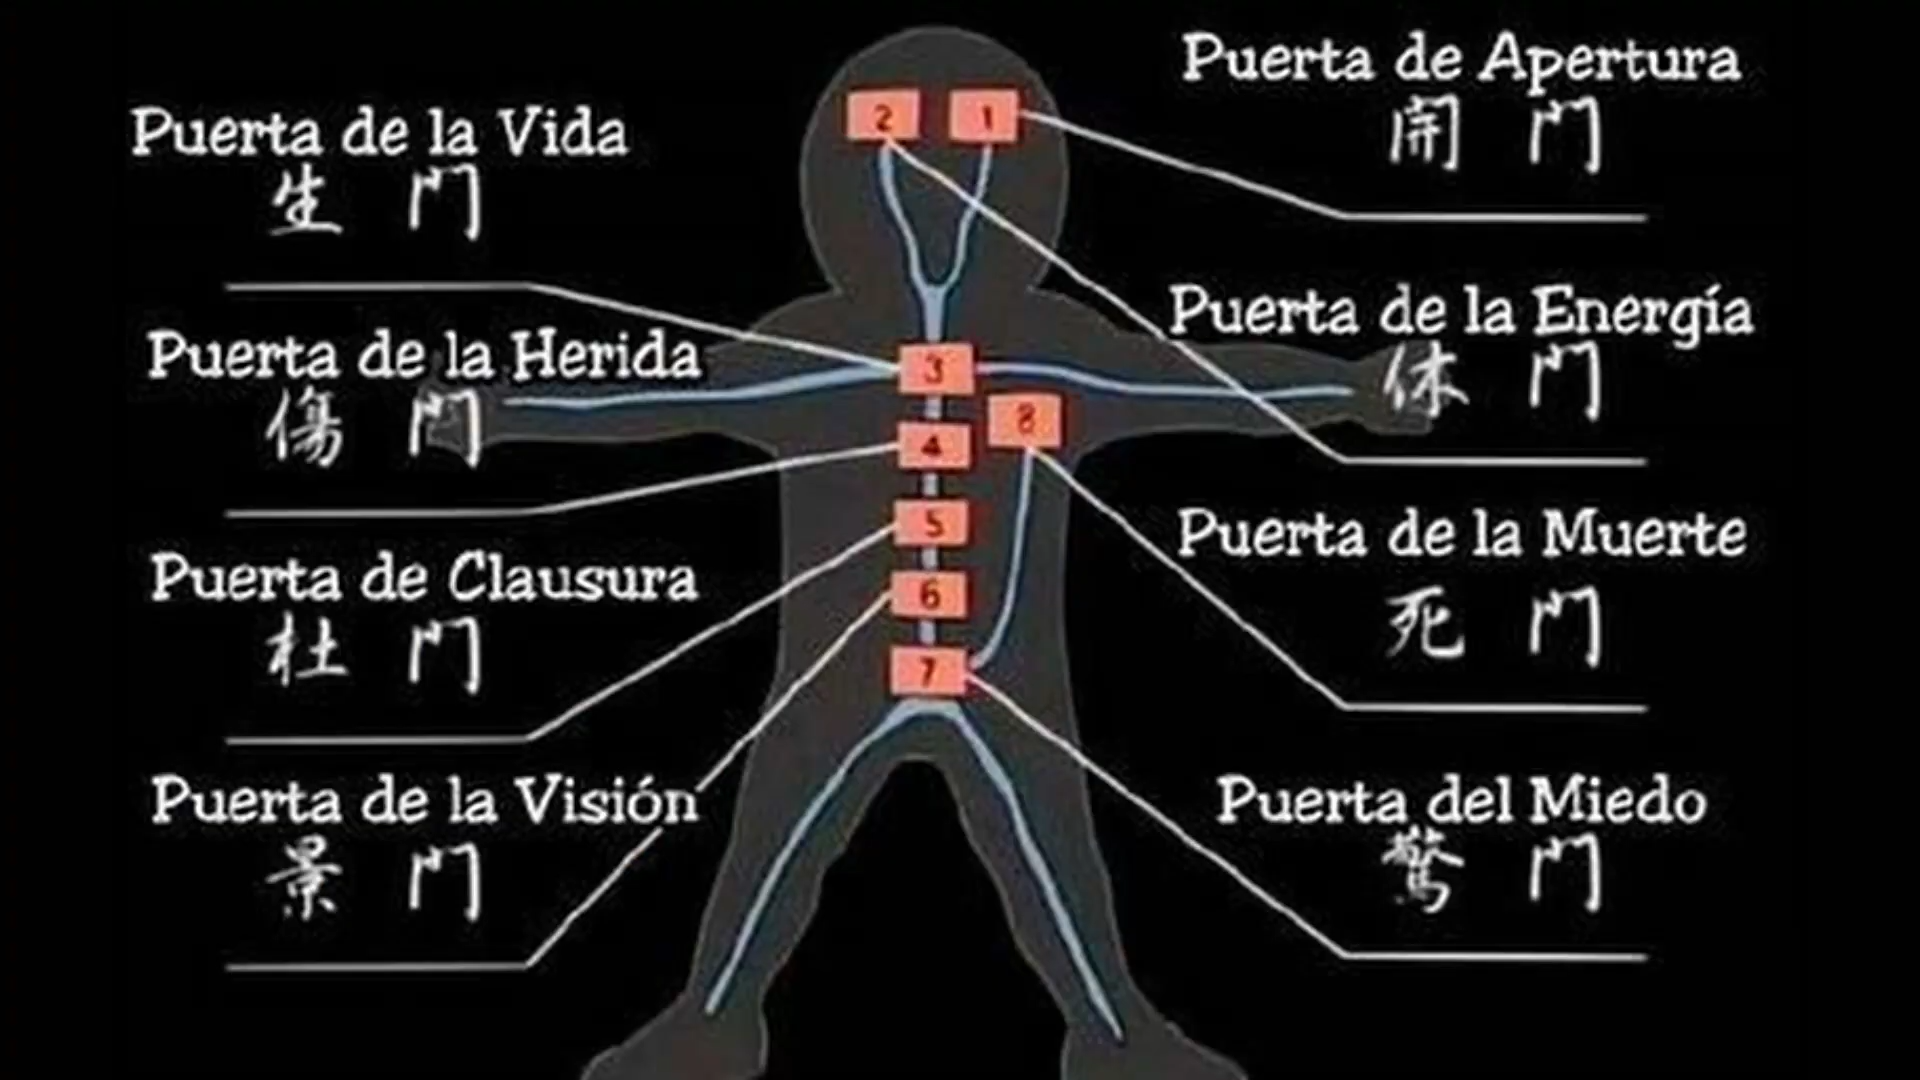 Puerta de la Vida
生門
Puerta de la Herida
傷門
Puerta de Clausura
杜門
Puerta de la Visión
景門
2
1
3
8
4
5
6
7
Puerta de Apertura
開門
Puerta de la Energía
休門
Puerta de la Muerte
死門
Puerta del Miedo
驚門